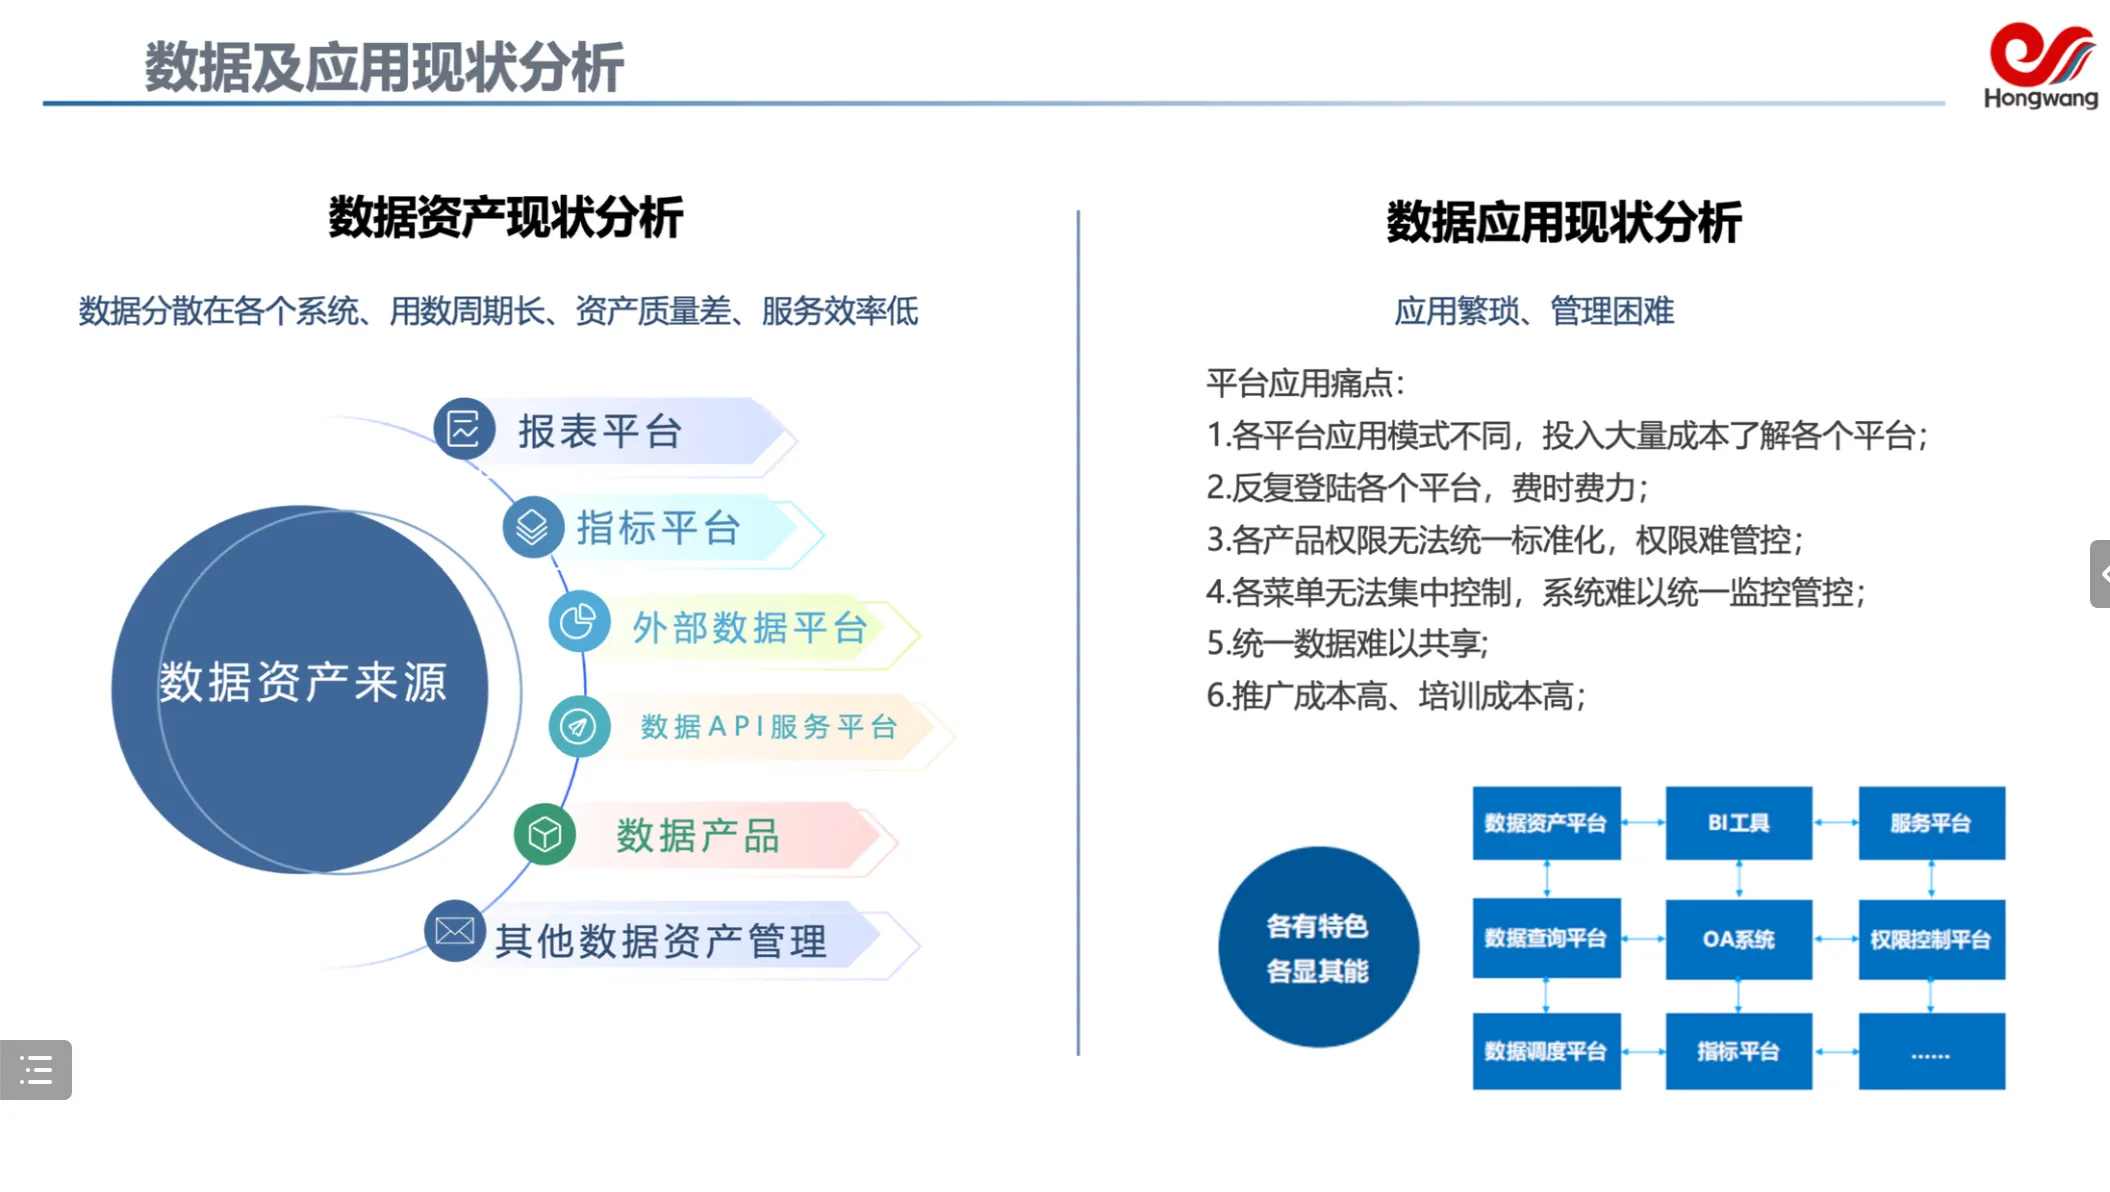 数据及应用现状分析
Hongwang
数据资产现状分析
数据分散在各个系统、用数周期长、资产质量差、服务效率低
数据资产来源
报表平台
指标平台
外部数据平台
数据API服务平台
数据产品
其他数据资产管理
数据应用现状分析
应用繁琐、管理困难
平台应用痛点：
1.各平台应用模式不同，投入大量成本了解各个平台；
2.反复登陆各个平台，费时费力；
3.各产品权限无法统一标准化，权限难管控；
4.各菜单无法集中控制，系统难以统一监控管控；
5.统一数据难以共享;
6.推广成本高、培训成本高；
各有特色
各显其能
数据资产平台
BI工具
服务平台
数据查询平台
OA系统
权限控制平台
数据调度平台
指标平台
......